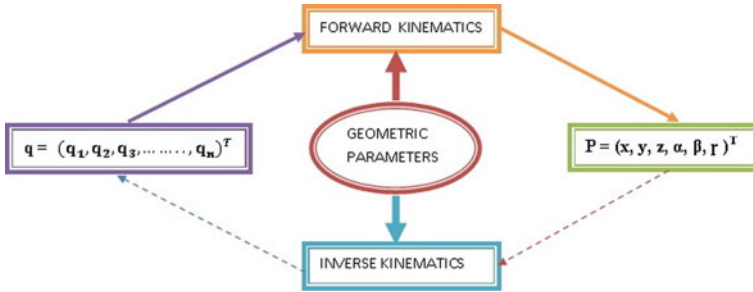 FORWARD KINEMATICS
q = (q₁, q₂, q₃, ... ... .., qₙ)ᵀ
GEOMETRIC
PARAMETERS
P = (x, y, z, α, β, ɼ )ᵀ
INVERSE KINEMATICS